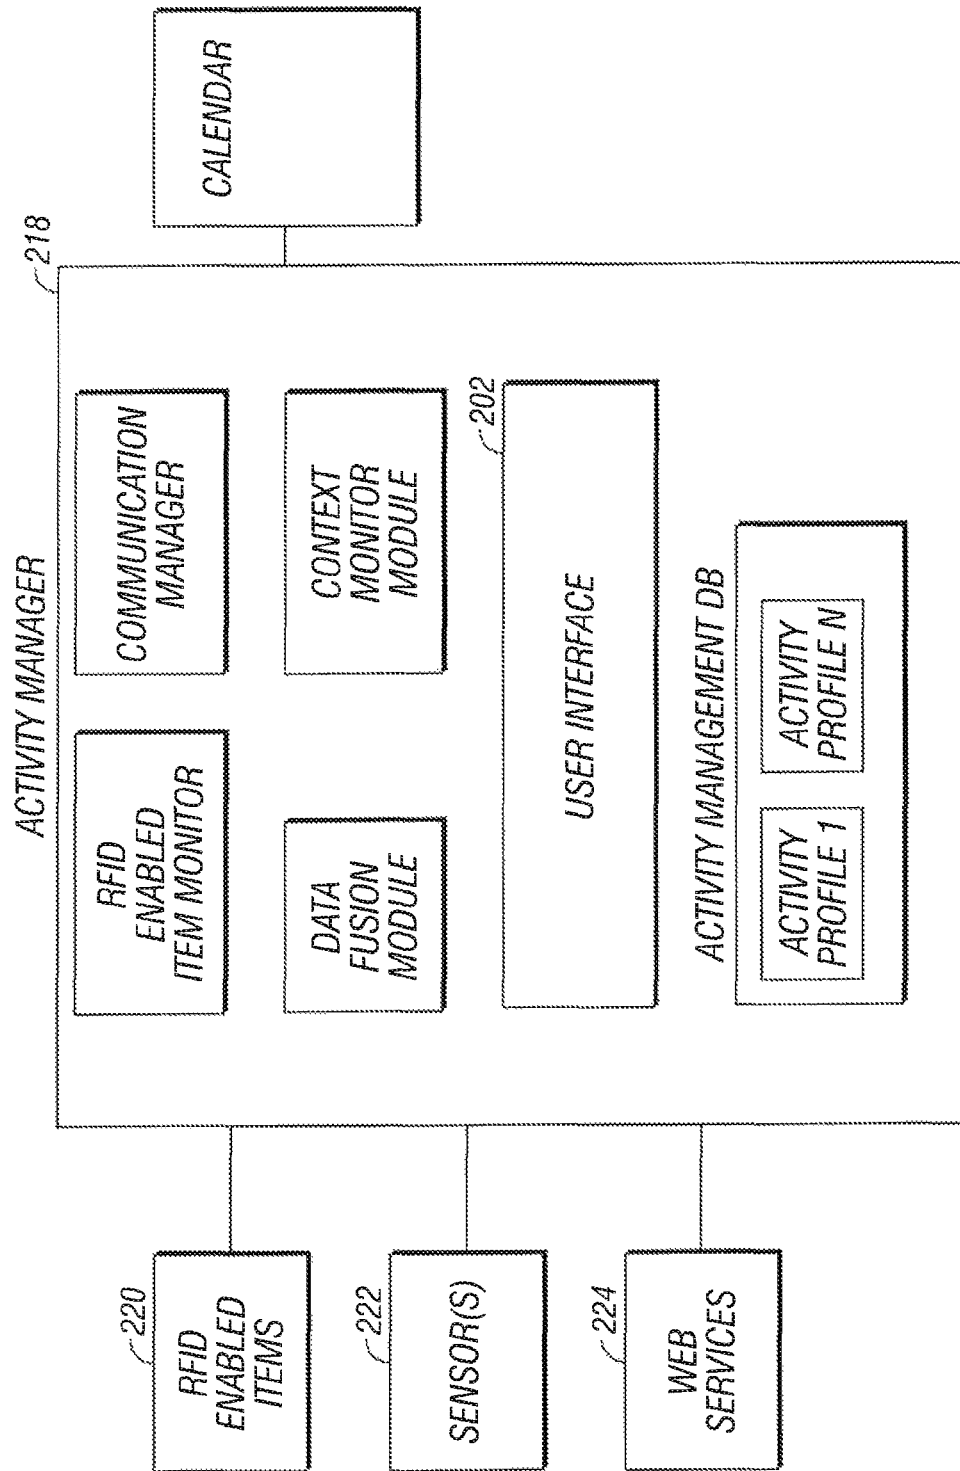 ACTIVITY MANAGER
218
220
RFID
ENABLED
ITEMS
222
SENSOR(S)
224
WEB
SERVICES
RFID
ENABLED
ITEM MONITOR
COMMUNICATION
MANAGER
DATA
FUSION
MODULE
CONTEXT
MONITOR
MODULE
202
USER INTERFACE
ACTIVITY MANAGEMENT DB
ACTIVITY
PROFILE 1
ACTIVITY
PROFILE N
CALENDAR